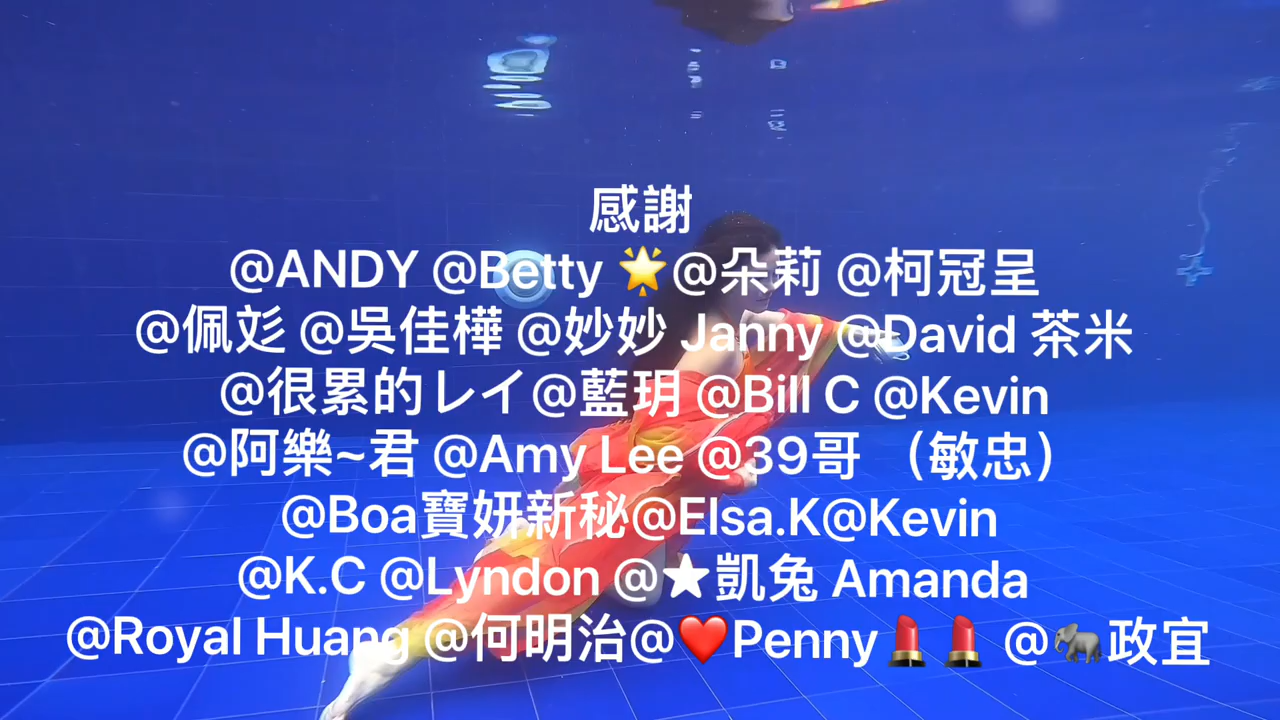 感謝
@ANDY @Betty 🌟@朵莉 @柯冠呈
@佩彣 @吳佳樺 @妙妙 Janny @David 茶米
@很累的レイ@藍玥 @Bill C @Kevin
@阿樂~君 @Amy Lee @39哥 （敏忠）
@Boa寶妍新秘@Elsa.K@Kevin
@K.C @Lyndon @★凱兔 Amanda
@Royal Huang @何明治@❤️Penny💄💄 @🐘政宜